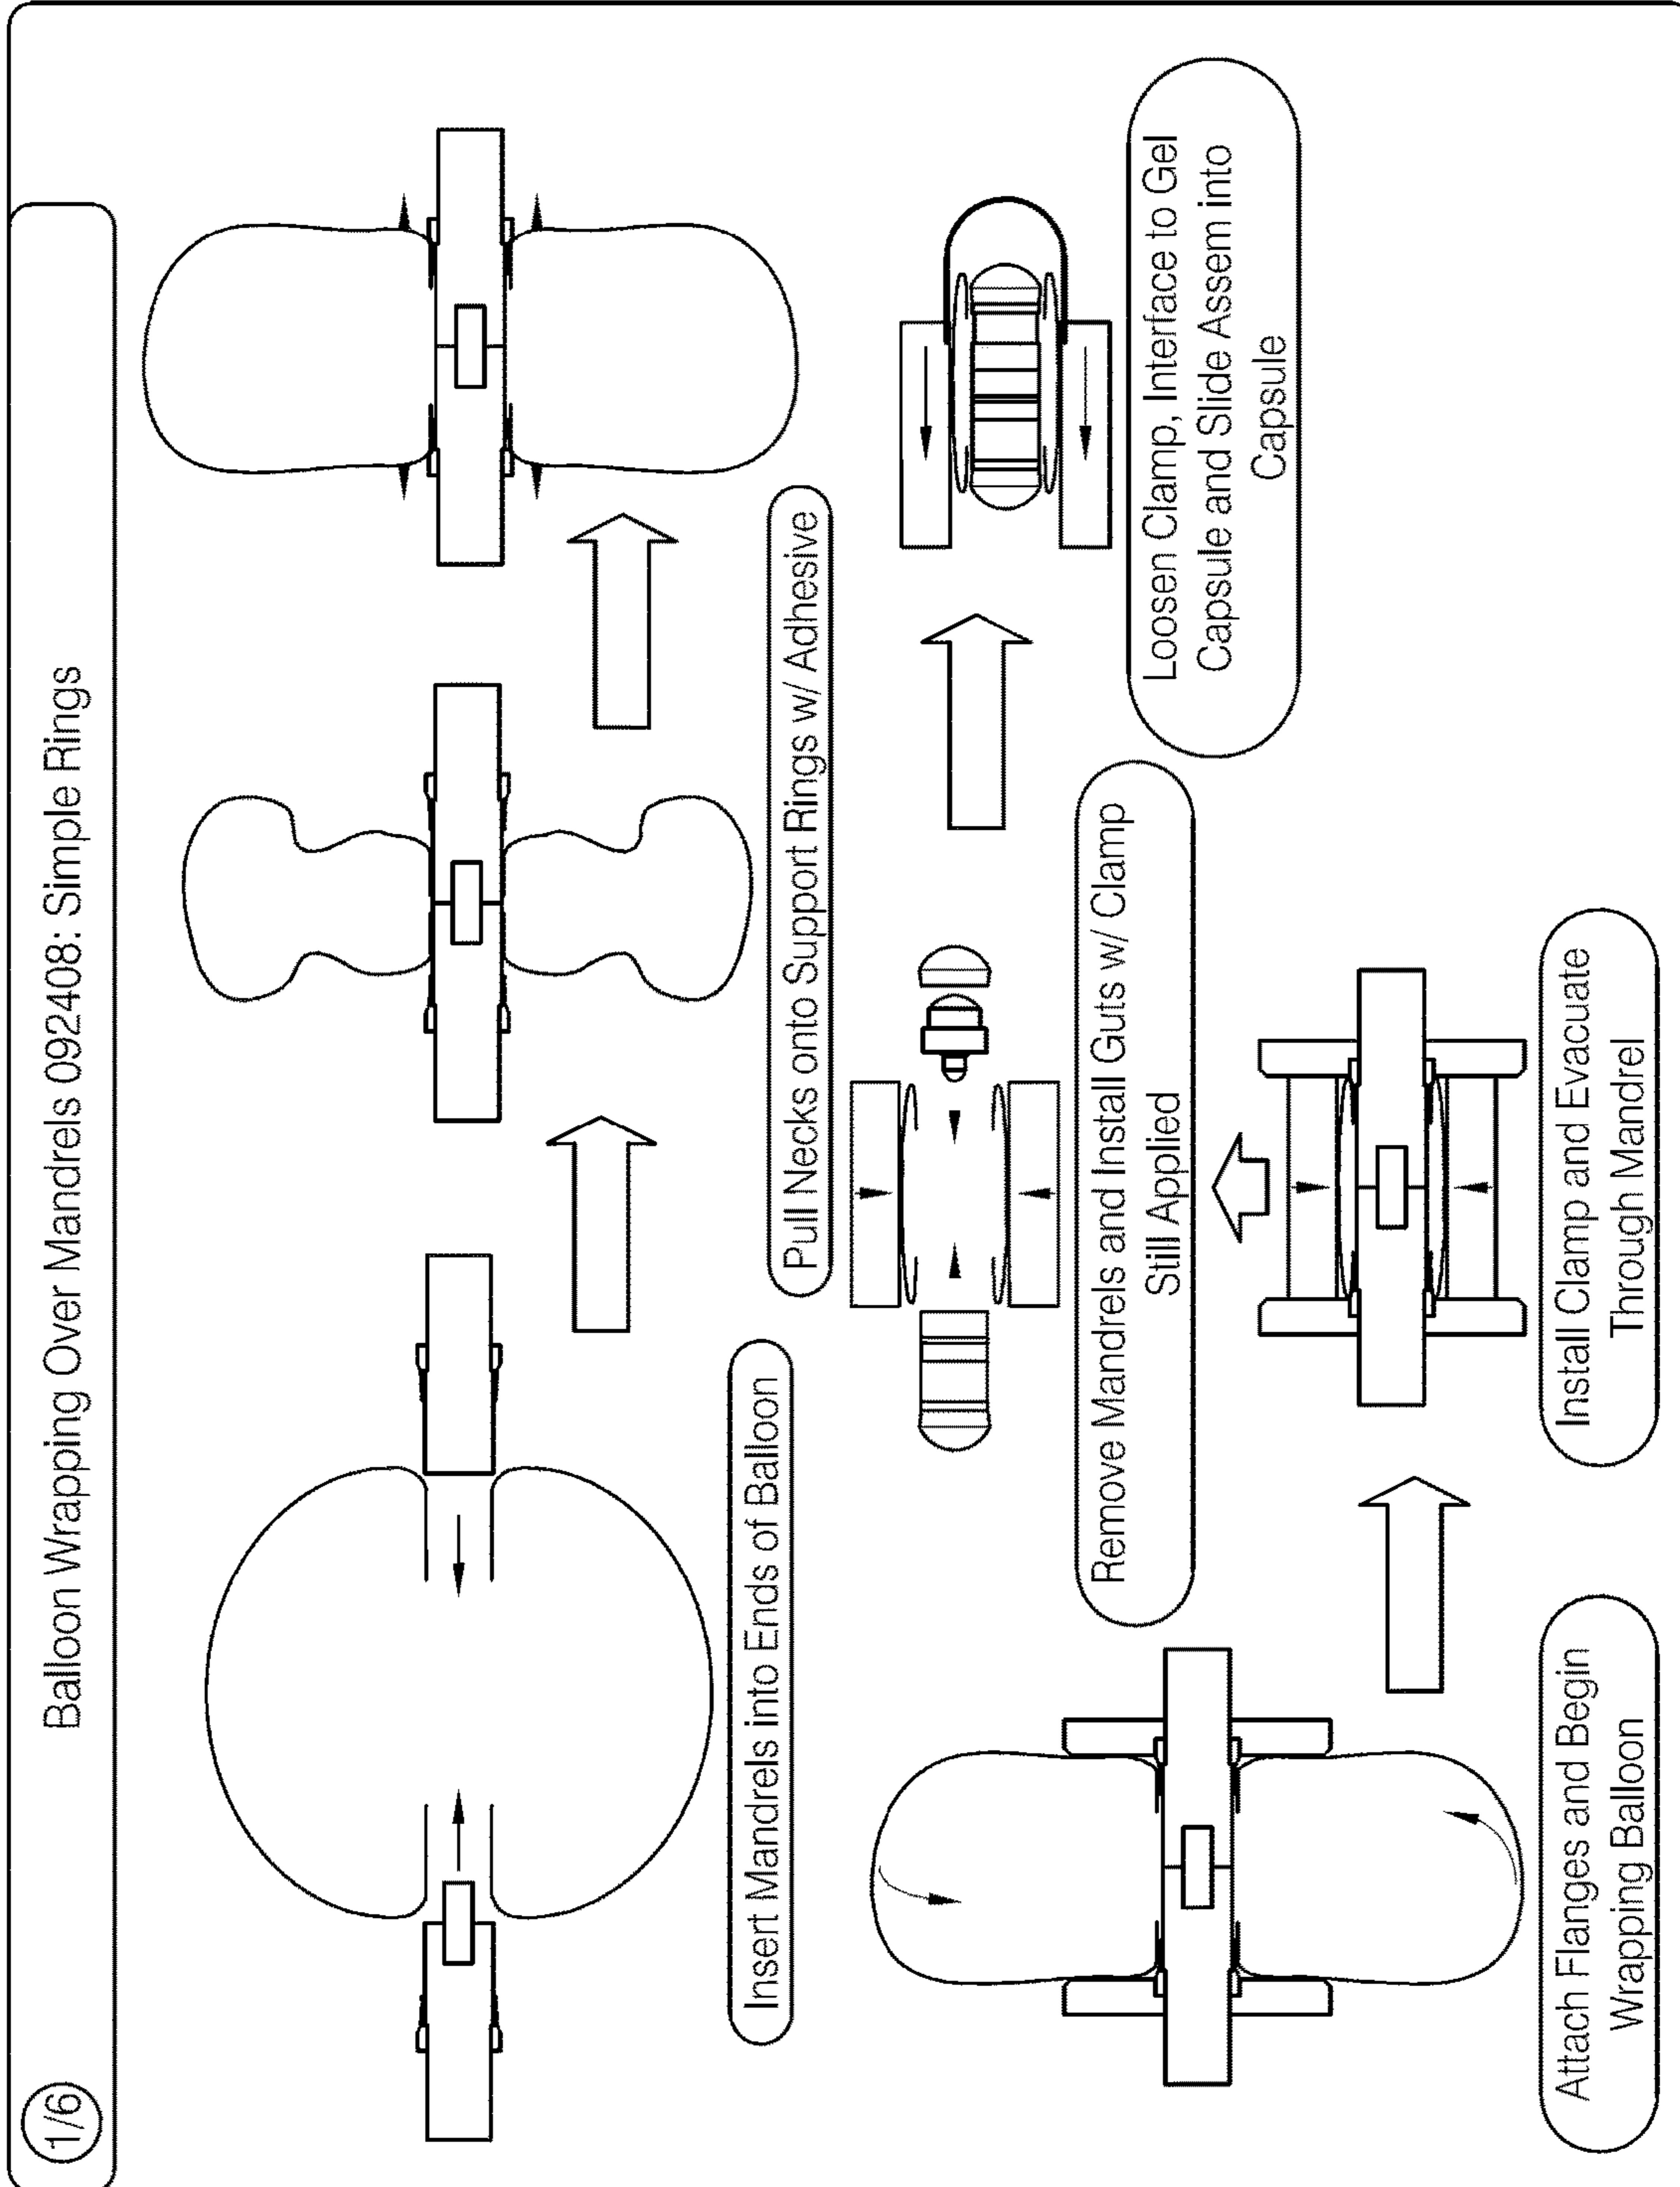 1/6
Balloon Wrapping Over Mandrels 092408: Simple Rings
Insert Mandrels into Ends of Balloon
Pull Necks onto Support Rings w/ Adhesive
Attach Flanges and Begin
Wrapping Balloon
Install Clamp and Evacuate
Through Mandrel
Remove Mandrels and Install Guts w/ Clamp
Still Applied
Loosen Clamp, Interface to Gel
Capsule and Slide Assem into
Capsule